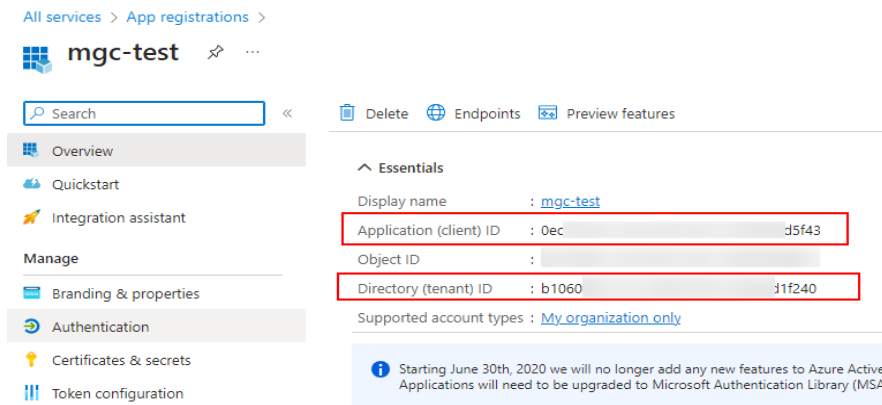 All services > App registrations >
mgc-test
Search
Delete Endpoints Preview features
Overview
Quickstart
Integration assistant
Manage
Branding & properties
Authentication
Certificates & secrets
Token configuration
Essentials
Display name : mgc-test
Application (client) ID : 0ec d5f43
Object ID :
Directory (tenant) ID : b1060 d1f240
Supported account types : My organization only
Starting June 30th, 2020 we will no longer add any new features to Azure Active
Applications will need to be upgraded to Microsoft Authentication Library (MSA